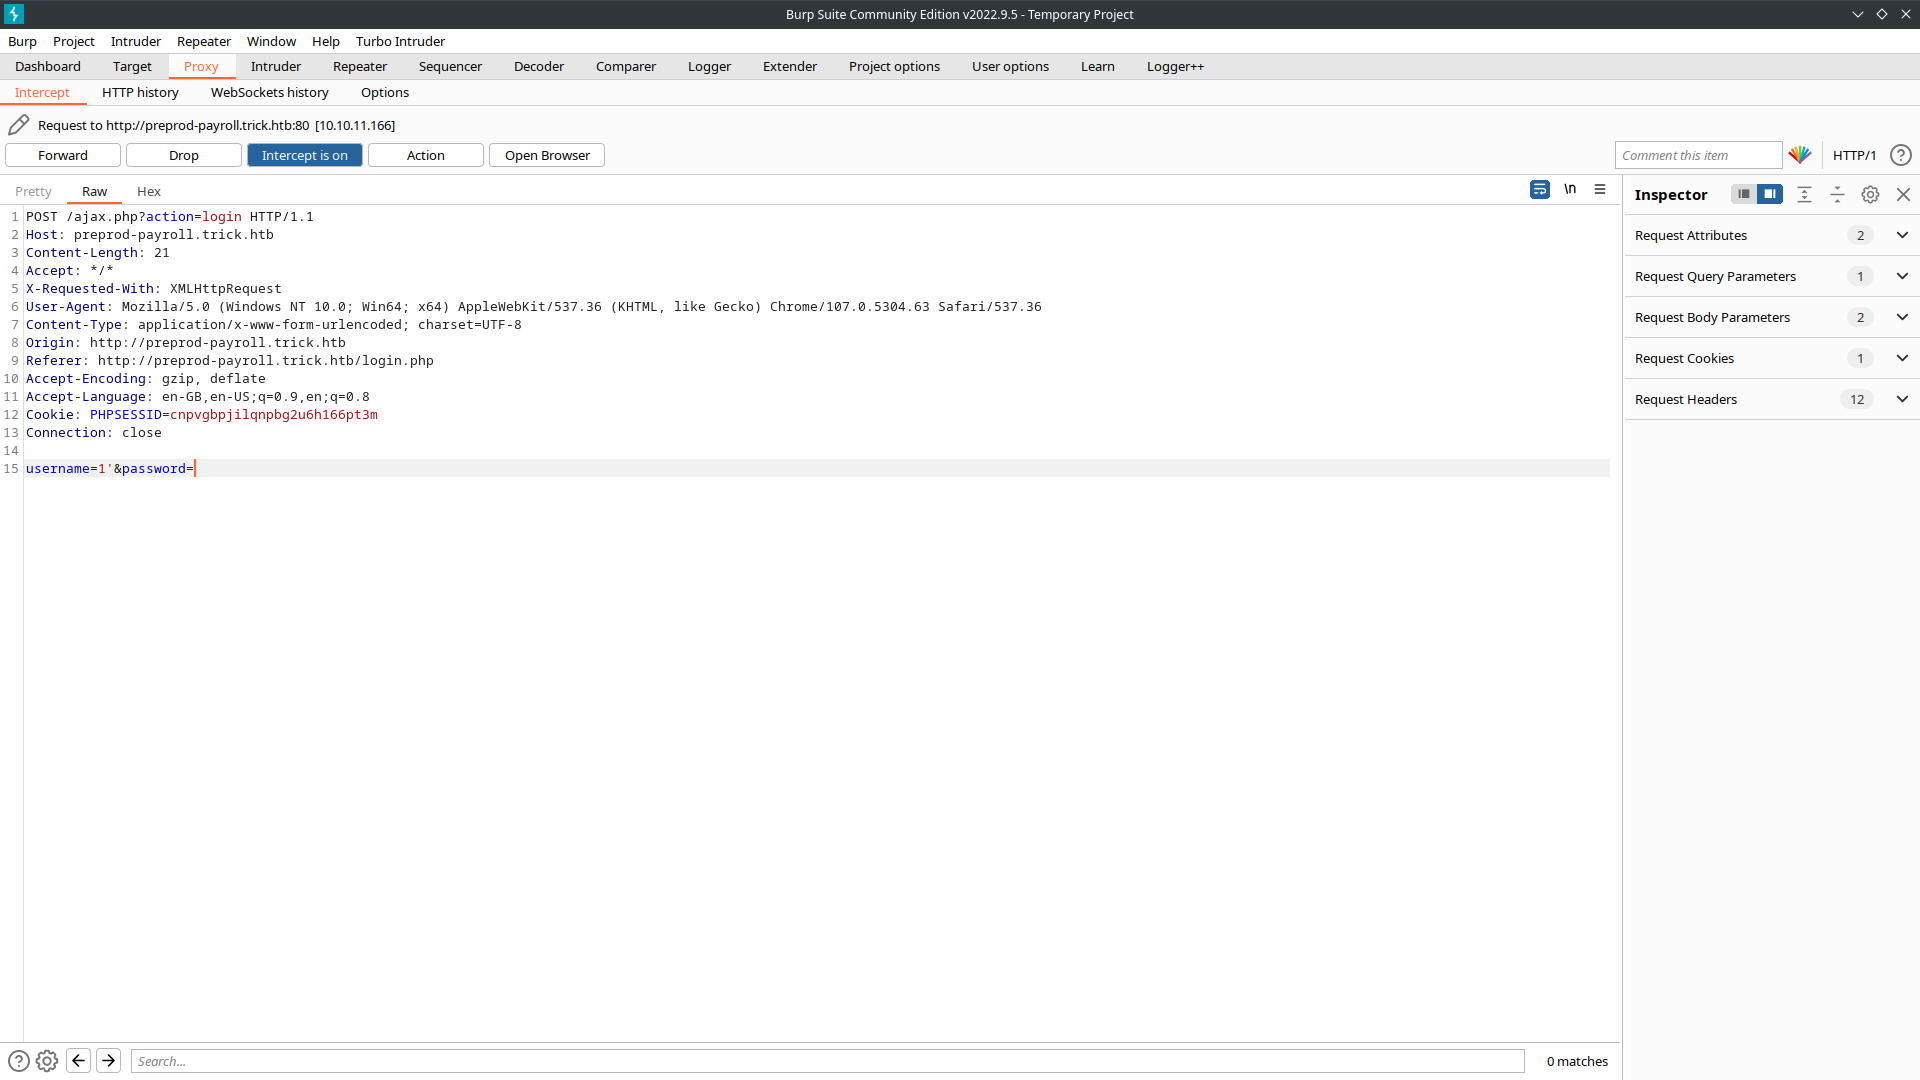 Burp Suite Community Edition v2022.9.5 - Temporary Project
Burp Project Intruder Repeater Window Help Turbo Intruder
Dashboard Target Proxy Intruder Repeater Sequencer Decoder Comparer Logger Extender Project options User options Learn Logger++
Intercept HTTP history WebSockets history Options
Request to http://preprod-payroll.trick.htb:80 [10.10.11.166]
Forward Drop Intercept is on Action Open Browser Comment this item HTTP/1 ?
Pretty Raw Hex \n
1 POST /ajax.php?action=login HTTP/1.1
2 Host: preprod-payroll.trick.htb
3 Content-Length: 21
4 Accept: */*
5 X-Requested-With: XMLHttpRequest
6 User-Agent: Mozilla/5.0 (Windows NT 10.0; Win64; x64) AppleWebKit/537.36 (KHTML, like Gecko) Chrome/107.0.5304.63 Safari/537.36
7 Content-Type: application/x-www-form-urlencoded; charset=UTF-8
8 Origin: http://preprod-payroll.trick.htb
9 Referer: http://preprod-payroll.trick.htb/login.php
10 Accept-Encoding: gzip, deflate
11 Accept-Language: en-GB,en-US;q=0.9,en;q=0.8
12 Cookie: PHPSESSID=cnpvgbpjilqnpbg2u6h166pt3m
13 Connection: close
14
15 username=1'&password=
Inspector
Request Attributes 2
Request Query Parameters 1
Request Body Parameters 2
Request Cookies 1
Request Headers 12
? Search... 0 matches